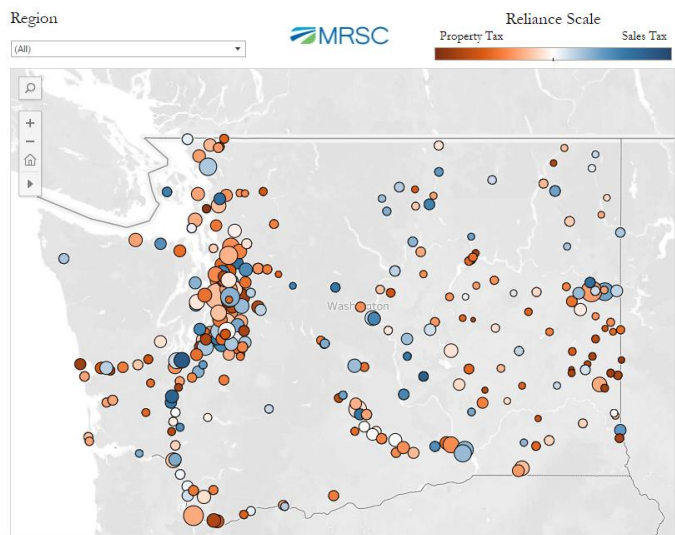 Region
(All)
MRSC
Reliance Scale
Property Tax
Sales Tax
Washington